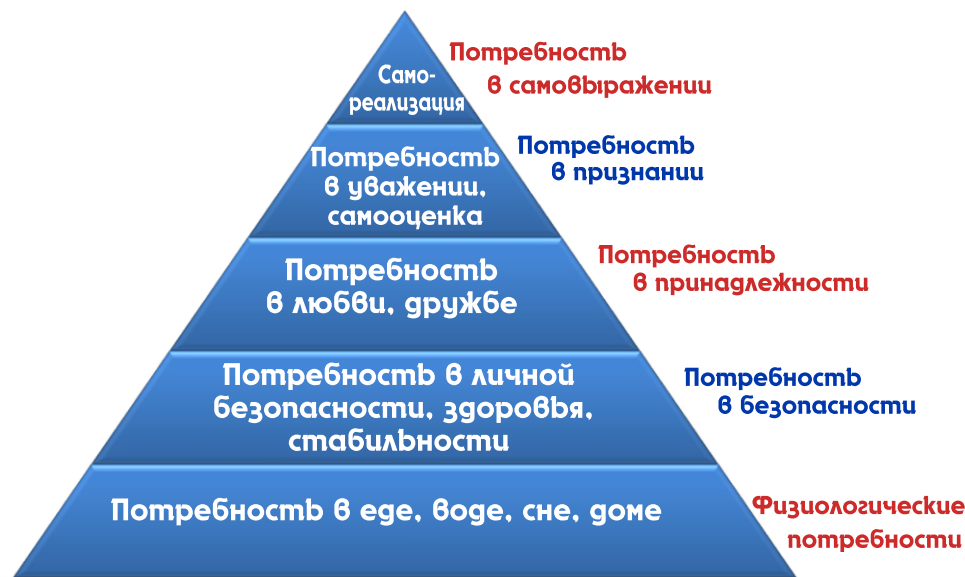 Само-
реализация
Потребность
в самовыражении
Потребность
в уважении,
самооценка
Потребность
в признании
Потребность
в любви, дружбе
Потребность
в принадлежности
Потребность в личной
безопасности, здоровья,
стабильности
Потребность
в безопасности
Потребность в еде, воде, сне, доме
Физиологические
потребности